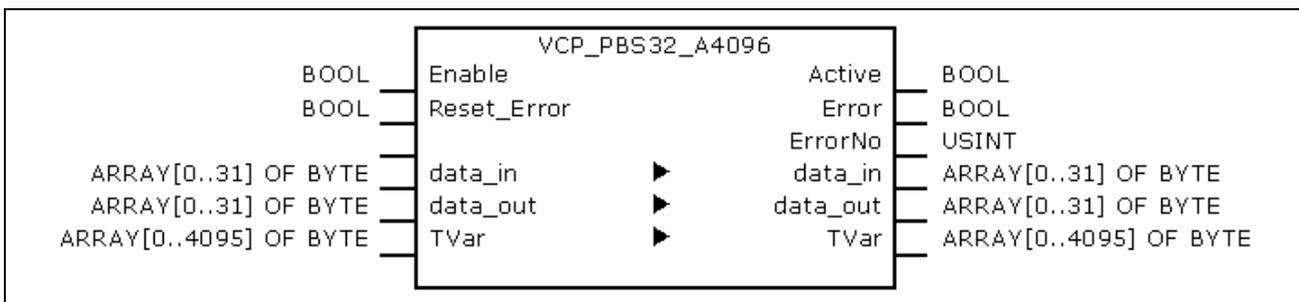 VCP_PBS32_A4096
BOOL Enable Active BOOL
BOOL Reset_Error Error BOOL
ErrorNo USINT
ARRAY[0..31] OF BYTE data_in data_in ARRAY[0..31] OF BYTE
ARRAY[0..31] OF BYTE data_out data_out ARRAY[0..31] OF BYTE
ARRAY[0..4095] OF BYTE TVar TVar ARRAY[0..4095] OF BYTE